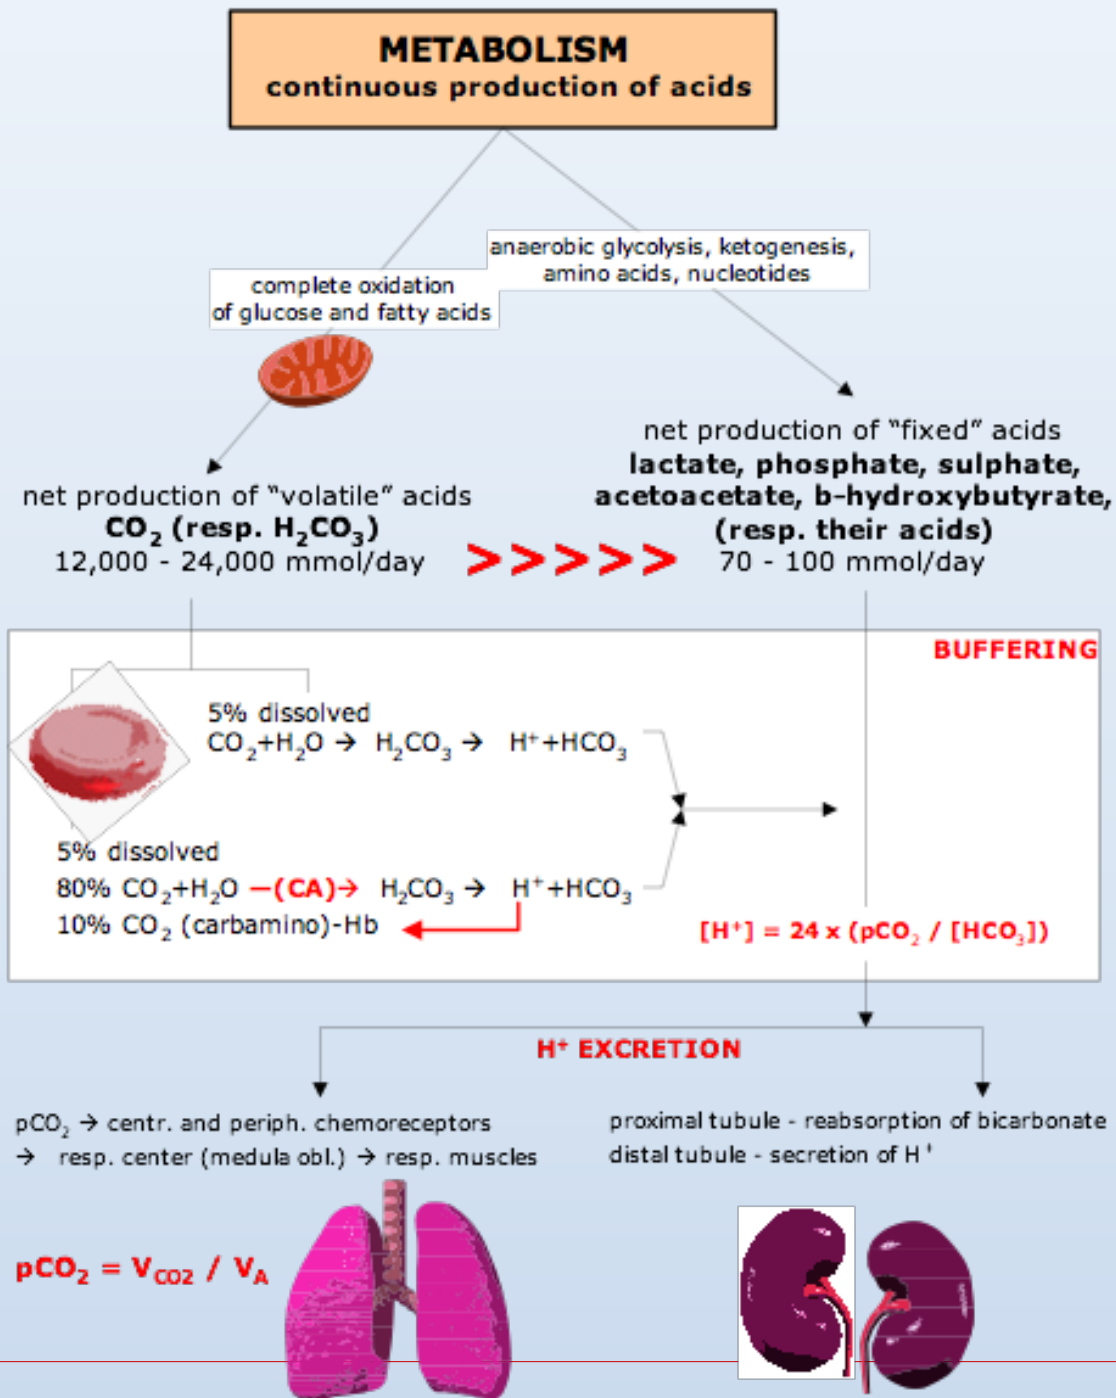 METABOLISM
continuous production of acids
anaerobic glycolysis, ketogenesis,
amino acids, nucleotides
complete oxidation
of glucose and fatty acids
net production of “fixed” acids
lactate, phosphate, sulphate,
acetoacetate, b-hydroxybutyrate,
(resp. their acids)
70 - 100 mmol/day
net production of “volatile” acids
CO₂ (resp. H₂CO₃)
12,000 - 24,000 mmol/day
>>>>>
BUFFERING
5% dissolved
CO₂+H₂O → H₂CO₃ → H⁺+HCO₃
5% dissolved
80% CO₂+H₂O —(CA)→ H₂CO₃ → H⁺+HCO₃
10% CO₂ (carbamino)-Hb
[H⁺] = 24 x (pCO₂ / [HCO₃])
H⁺ EXCRETION
pCO₂ → centr. and periph. chemoreceptors
→ resp. center (medula obl.) → resp. muscles
pCO₂ = V_CO2 / V_A
proximal tubule - reabsorption of bicarbonate
distal tubule - secretion of H⁺